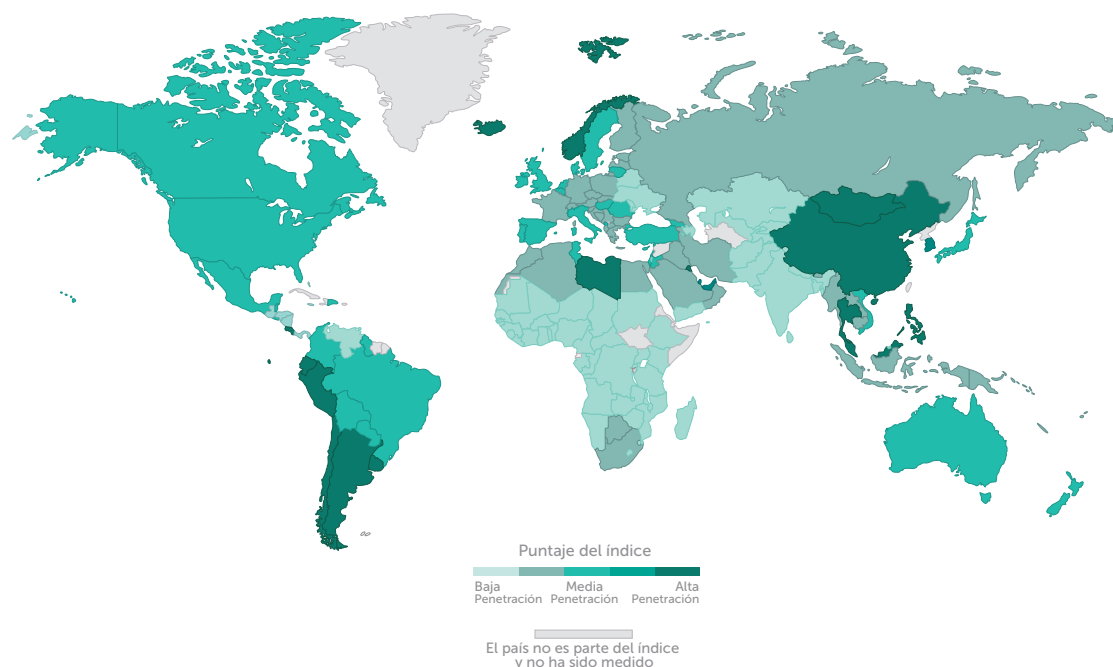 Puntaje del índice
Baja Media Alta
Penetración Penetración Penetración
El país no es parte del índice
y no ha sido medido